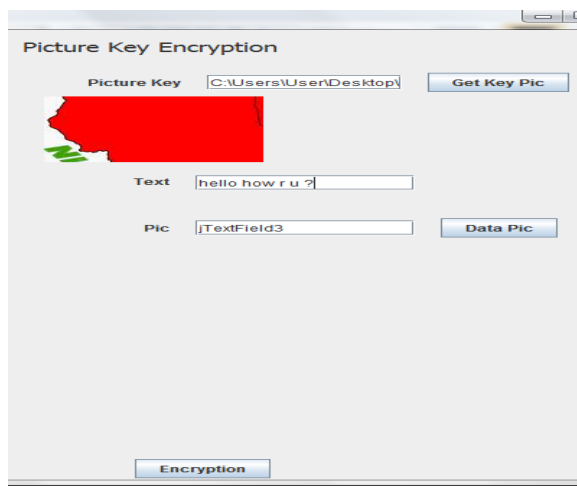 Picture Key Encryption
Picture Key C:\Users\User\Desktop\ Get Key Pic
Text hello how r u ?
Pic jTextField3 Data Pic
Encryption